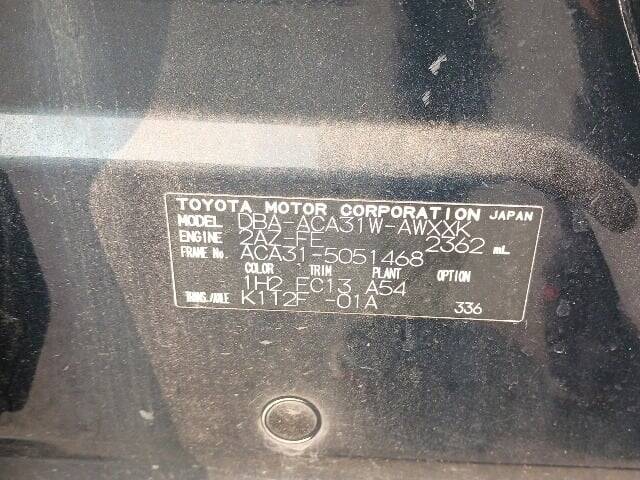 TOYOTA MOTOR CORPORATION JAPAN
MODEL DBA-ACA31W-AWXXK
ENGINE 2AZ-FE 2362 mL
FRAME No. ACA31-5051468
COLOR TRIM PLANT OPTION
1H2 FC13 A54
TRANS./AXLE K112F -01A 336